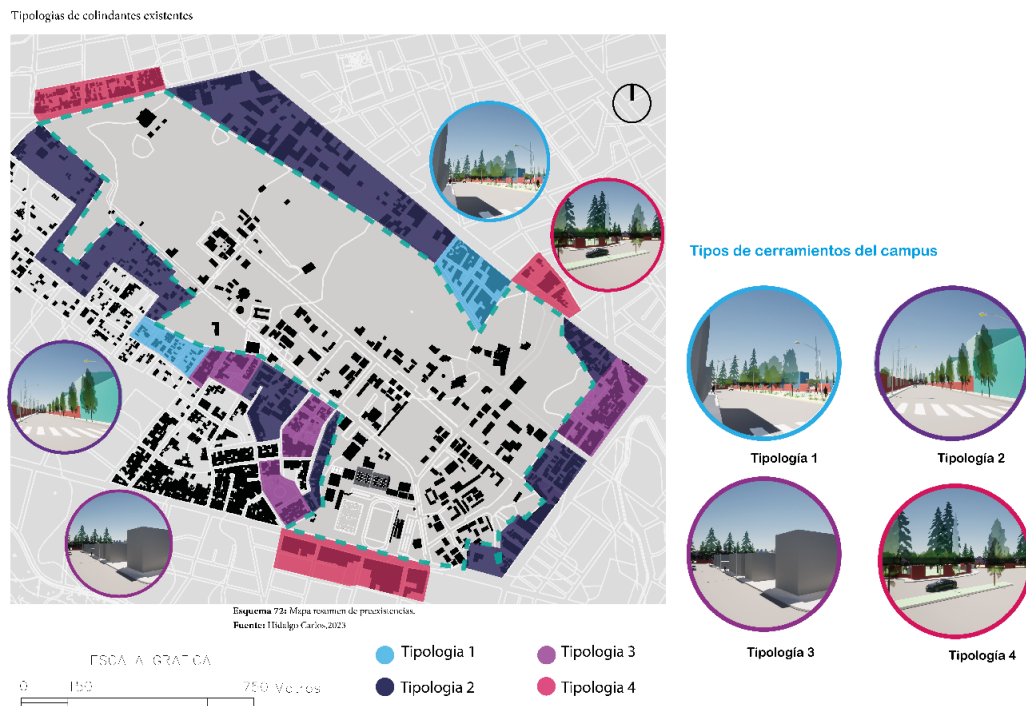 Tipologias de colindantes existentes
Tipos de cerramientos del campus
Tipología 1
Tipología 2
Tipología 3
Tipología 4
Esquema 72: Mapa resumen de preexistencias.
Fuente: Hidalgo Carlos,2023
0 150 750
Tipologia 1
Tipologia 3
Tipologia 2
Tipologia 4